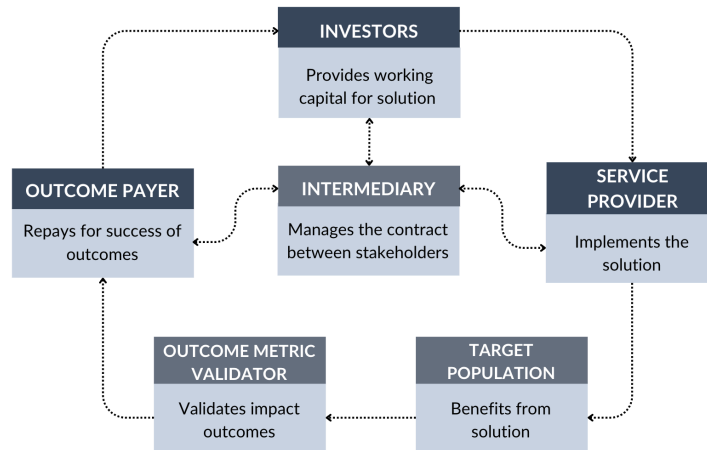 INVESTORS
Provides working
capital for solution
OUTCOME PAYER
Repays for success of
outcomes
INTERMEDIARY
Manages the contract
between stakeholders
SERVICE
PROVIDER
Implements the
solution
OUTCOME METRIC
VALIDATOR
Validates impact
outcomes
TARGET
POPULATION
Benefits from
solution